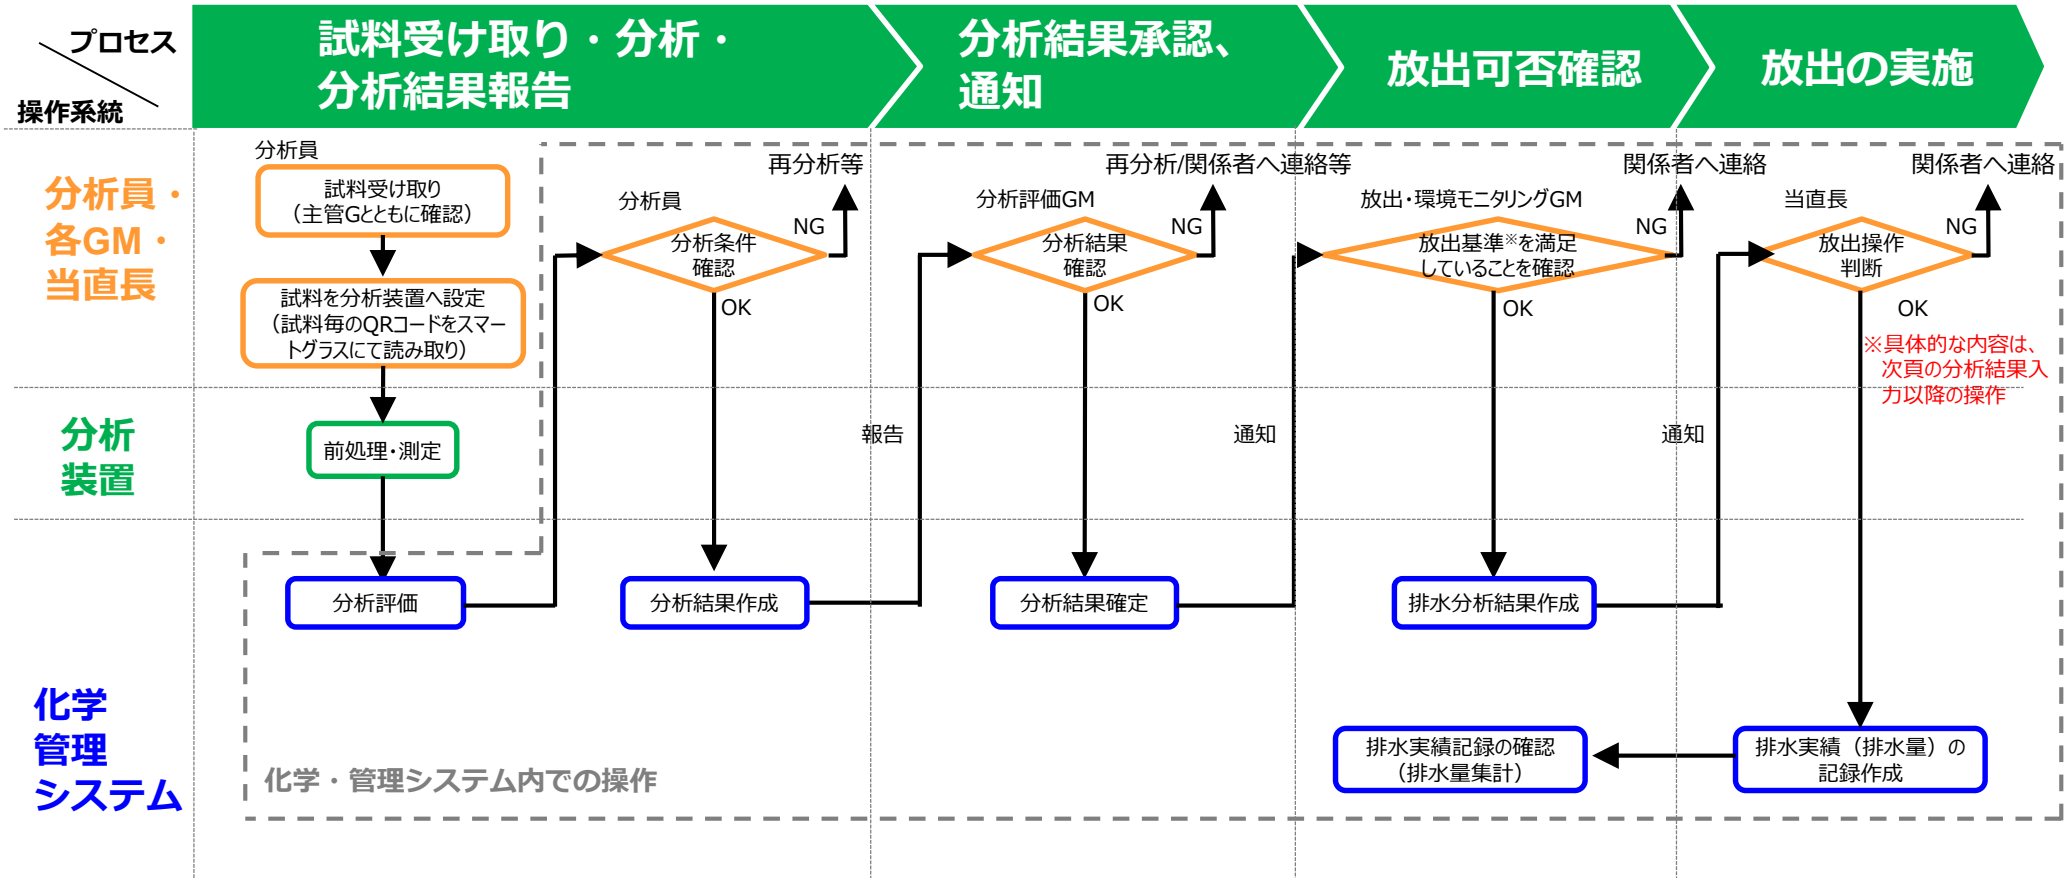 プロセス
操作系統
試料受け取り・分析・
分析結果報告
分析結果承認、
通知
放出可否確認
放出の実施
分析員・
各GM・
当直長
分析員
試料受け取り
（主管Gとともに確認）
試料を分析装置へ設定
（試料毎のQRコードをスマー
トグラスにて読み取り）
分析員
分析条件
確認
NG
再分析等
OK
分析評価GM
分析結果
確認
NG
再分析/関係者へ連絡等
OK
放出・環境モニタリングGM
放出基準※を満足
していることを確認
NG
関係者へ連絡
OK
当直長
放出操作
判断
NG
関係者へ連絡
OK
※具体的な内容は、
次頁の分析結果入
力以降の操作
分析
装置
前処理・測定
報告
通知
通知
化学
管理
システム
分析評価
分析結果作成
分析結果確定
排水分析結果作成
排水実績記録の確認
（排水量集計）
排水実績（排水量）の
記録作成
化学・管理システム内での操作